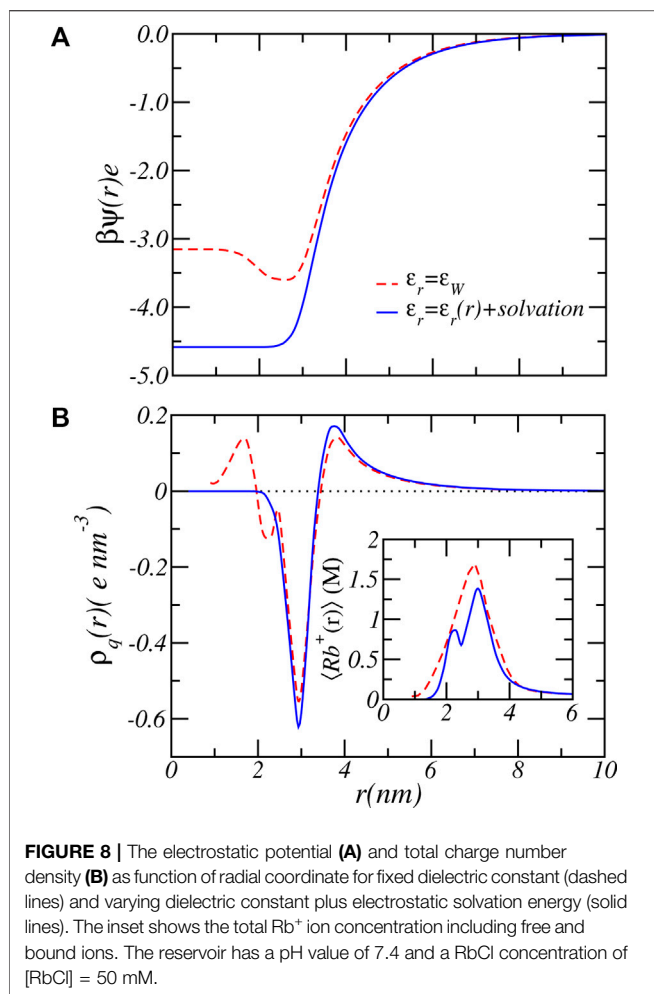 A
0.0
-1.0
-2.0
-3.0
-4.0
-5.0
βψ(r)e
ε_r=ε_W
ε_r=ε_r(r)+solvation
B
0.2
0
-0.2
-0.4
-0.6
ρ_q(r)( e nm^-3)
2
1.5
1
0.5
0
⟨Rb^+(r)⟩ (M)
0 2 4 6
0 2 4 6 8 10
r(nm)
FIGURE 8 | The electrostatic potential (A) and total charge number
density (B) as function of radial coordinate for fixed dielectric constant (dashed
lines) and varying dielectric constant plus electrostatic solvation energy (solid
lines). The inset shows the total Rb⁺ ion concentration including free and
bound ions. The reservoir has a pH value of 7.4 and a RbCl concentration of
[RbCl] = 50 mM.